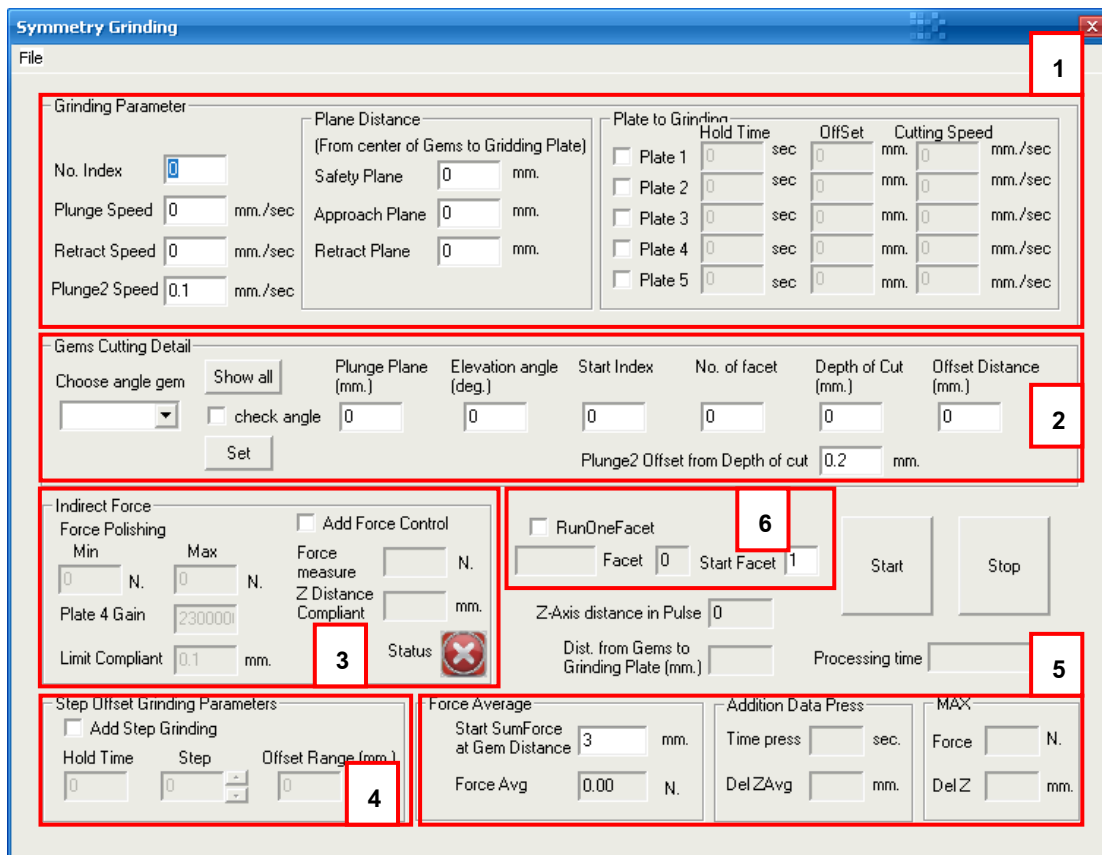 Symmetry Grinding
File
1
Grinding Parameter
No. Index 0
Plunge Speed 0 mm./sec
Retract Speed 0 mm./sec
Plunge2 Speed 0.1 mm./sec
Plane Distance
(From center of Gems to Gridding Plate)
Safety Plane 0 mm.
Approach Plane 0 mm.
Retract Plane 0 mm.
Plate to Grinding
Hold Time OffSet Cutting Speed
Plate 1 0 sec 0 mm. 0 mm./sec
Plate 2 0 sec 0 mm. 0 mm./sec
Plate 3 0 sec 0 mm. 0 mm./sec
Plate 4 0 sec 0 mm. 0 mm./sec
Plate 5 0 sec 0 mm. 0 mm./sec
Gems Cutting Detail
Choose angle gem Show all
check angle
Set
Plunge Plane (mm.) 0
Elevation angle (deg.) 0
Start Index 0
No. of facet 0
Depth of Cut (mm.) 0
Offset Distance (mm.) 0
2
Plunge2 Offset from Depth of cut 0.2 mm.
Indirect Force
Force Polishing
Min Max
0 N. 0 N.
Plate 4 Gain 230000
Limit Compliant 0.1 mm.
Add Force Control
Force measure N.
Z Distance Compliant mm.
Status
3
6
RunOneFacet
Facet 0 Start Facet 1
Start
Stop
Z-Axis distance in Pulse 0
Dist. from Gems to
Grinding Plate (mm.)
Processing time
5
Step Offset Grinding Parameters
Add Step Grinding
Hold Time Step Offset Range (mm.)
0 0 0
4
Force Average
Start SumForce
at Gem Distance 3 mm.
Force Avg 0.00 N.
Addition Data Press
Time press sec.
Del ZAvg mm.
MAX
Force N.
Del Z mm.